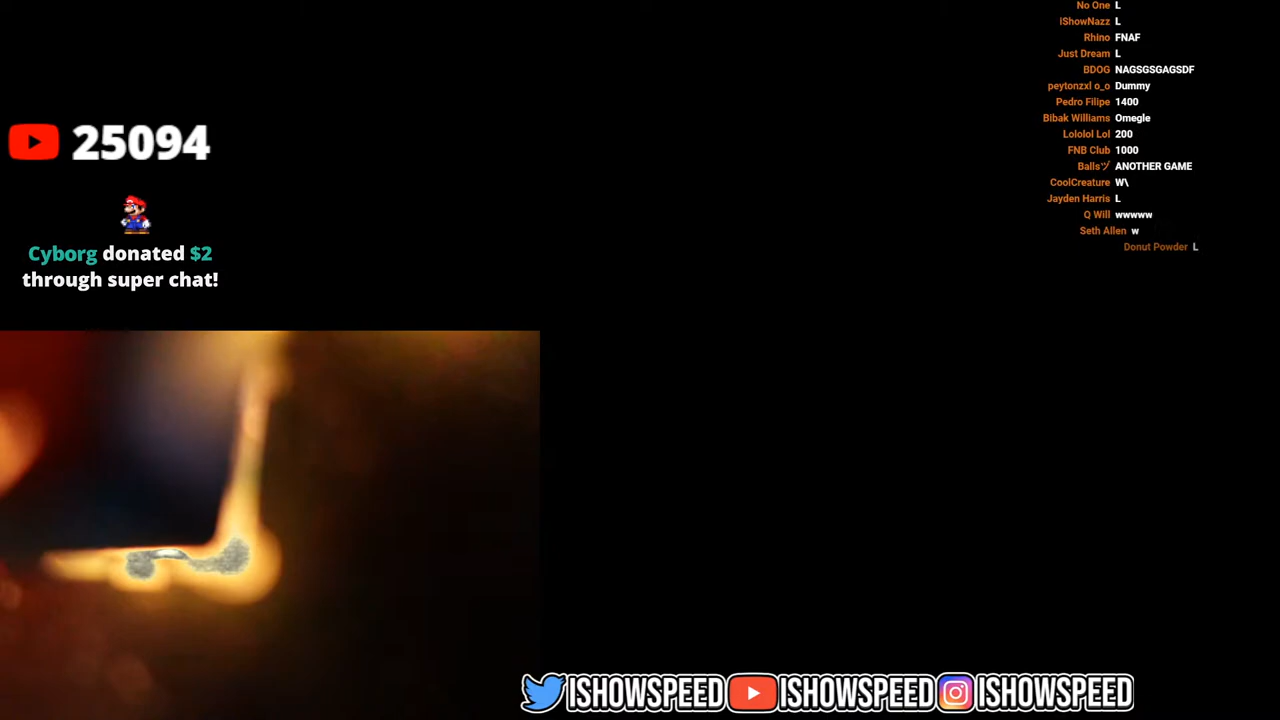 25094
Cyborg donated $2
through super chat!
No One L
iShowNazz L
Rhino FNAF
Just Dream L
BDOG NAGSGSGAGSDF
peytonzxl o_o Dummy
Pedro Filipe 1400
Bibak Williams Omegle
Lololol Lol 200
FNB Club 1000
Ballsツ ANOTHER GAME
CoolCreature W\
Jayden Harris L
Q Will wwwww
Seth Allen w
Donut Powder L
ISHOWSPEED ISHOWSPEED ISHOWSPEED